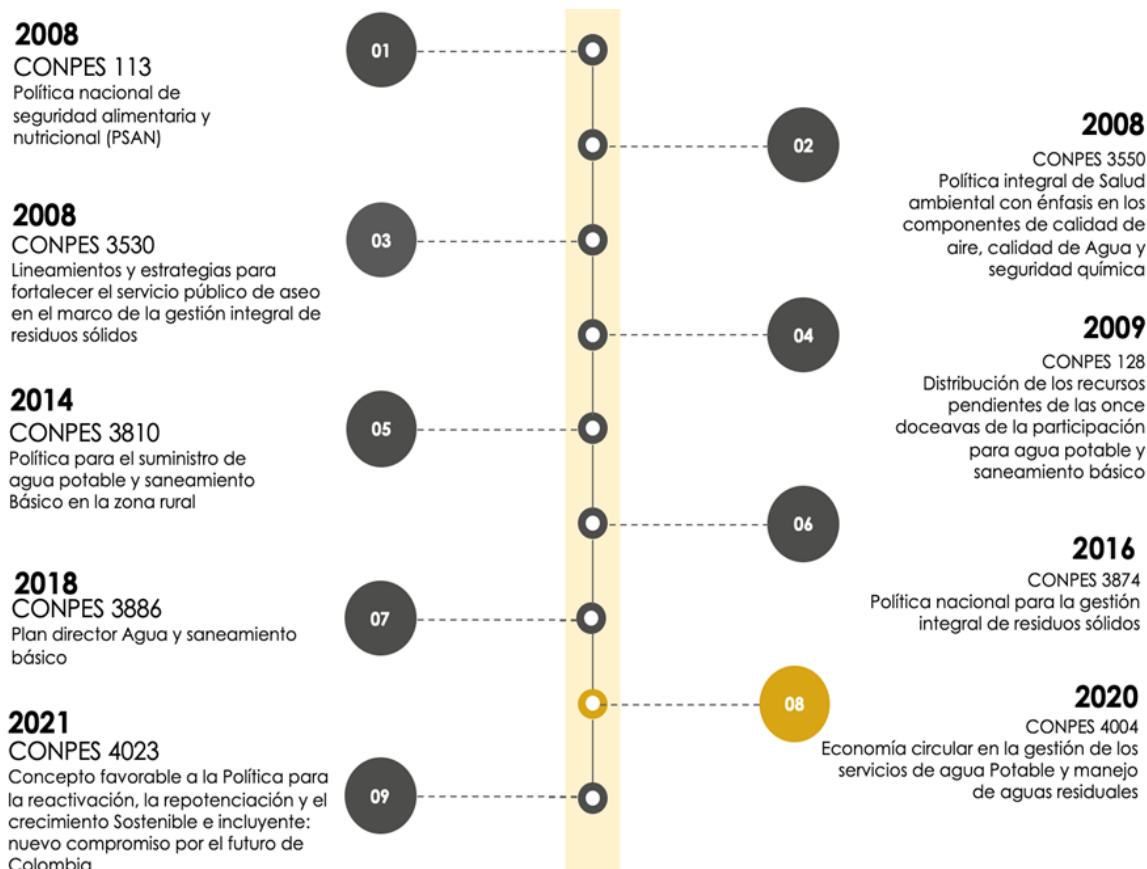 2008
CONPES 113
Política nacional de
seguridad alimentaria y
nutricional (PSAN)
01
02
2008
CONPES 3550
Política integral de Salud
ambiental con énfasis en los
componentes de calidad de
aire, calidad de Agua y
seguridad química
2008
CONPES 3530
Lineamientos y estrategias para
fortalecer el servicio público de aseo
en el marco de la gestión integral de
residuos sólidos
03
04
2009
CONPES 128
Distribución de los recursos
pendientes de las once
doceavas de la participación
para agua potable y
saneamiento básico
2014
CONPES 3810
Política para el suministro de
agua potable y saneamiento
Básico en la zona rural
05
06
2016
CONPES 3874
Política nacional para la gestión
integral de residuos sólidos
2018
CONPES 3886
Plan director Agua y saneamiento
básico
07
08
2020
CONPES 4004
Economía circular en la gestión de los
servicios de agua Potable y manejo
de aguas residuales
2021
CONPES 4023
Concepto favorable a la Política para
la reactivación, la repotenciación y el
crecimiento Sostenible e incluyente:
nuevo compromiso por el futuro de
Colombia
09